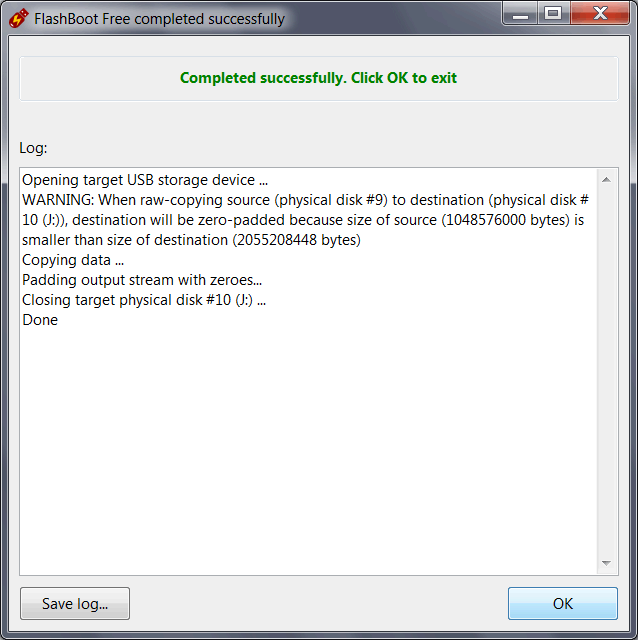 FlashBoot Free completed successfully
Completed successfully. Click OK to exit
Log:
Opening target USB storage device ...
WARNING: When raw-copying source (physical disk #9) to destination (physical disk #
10 (J:)), destination will be zero-padded because size of source (1048576000 bytes) is
smaller than size of destination (2055208448 bytes)
Copying data ...
Padding output stream with zeroes...
Closing target physical disk #10 (J:) ...
Done
Save log...
OK